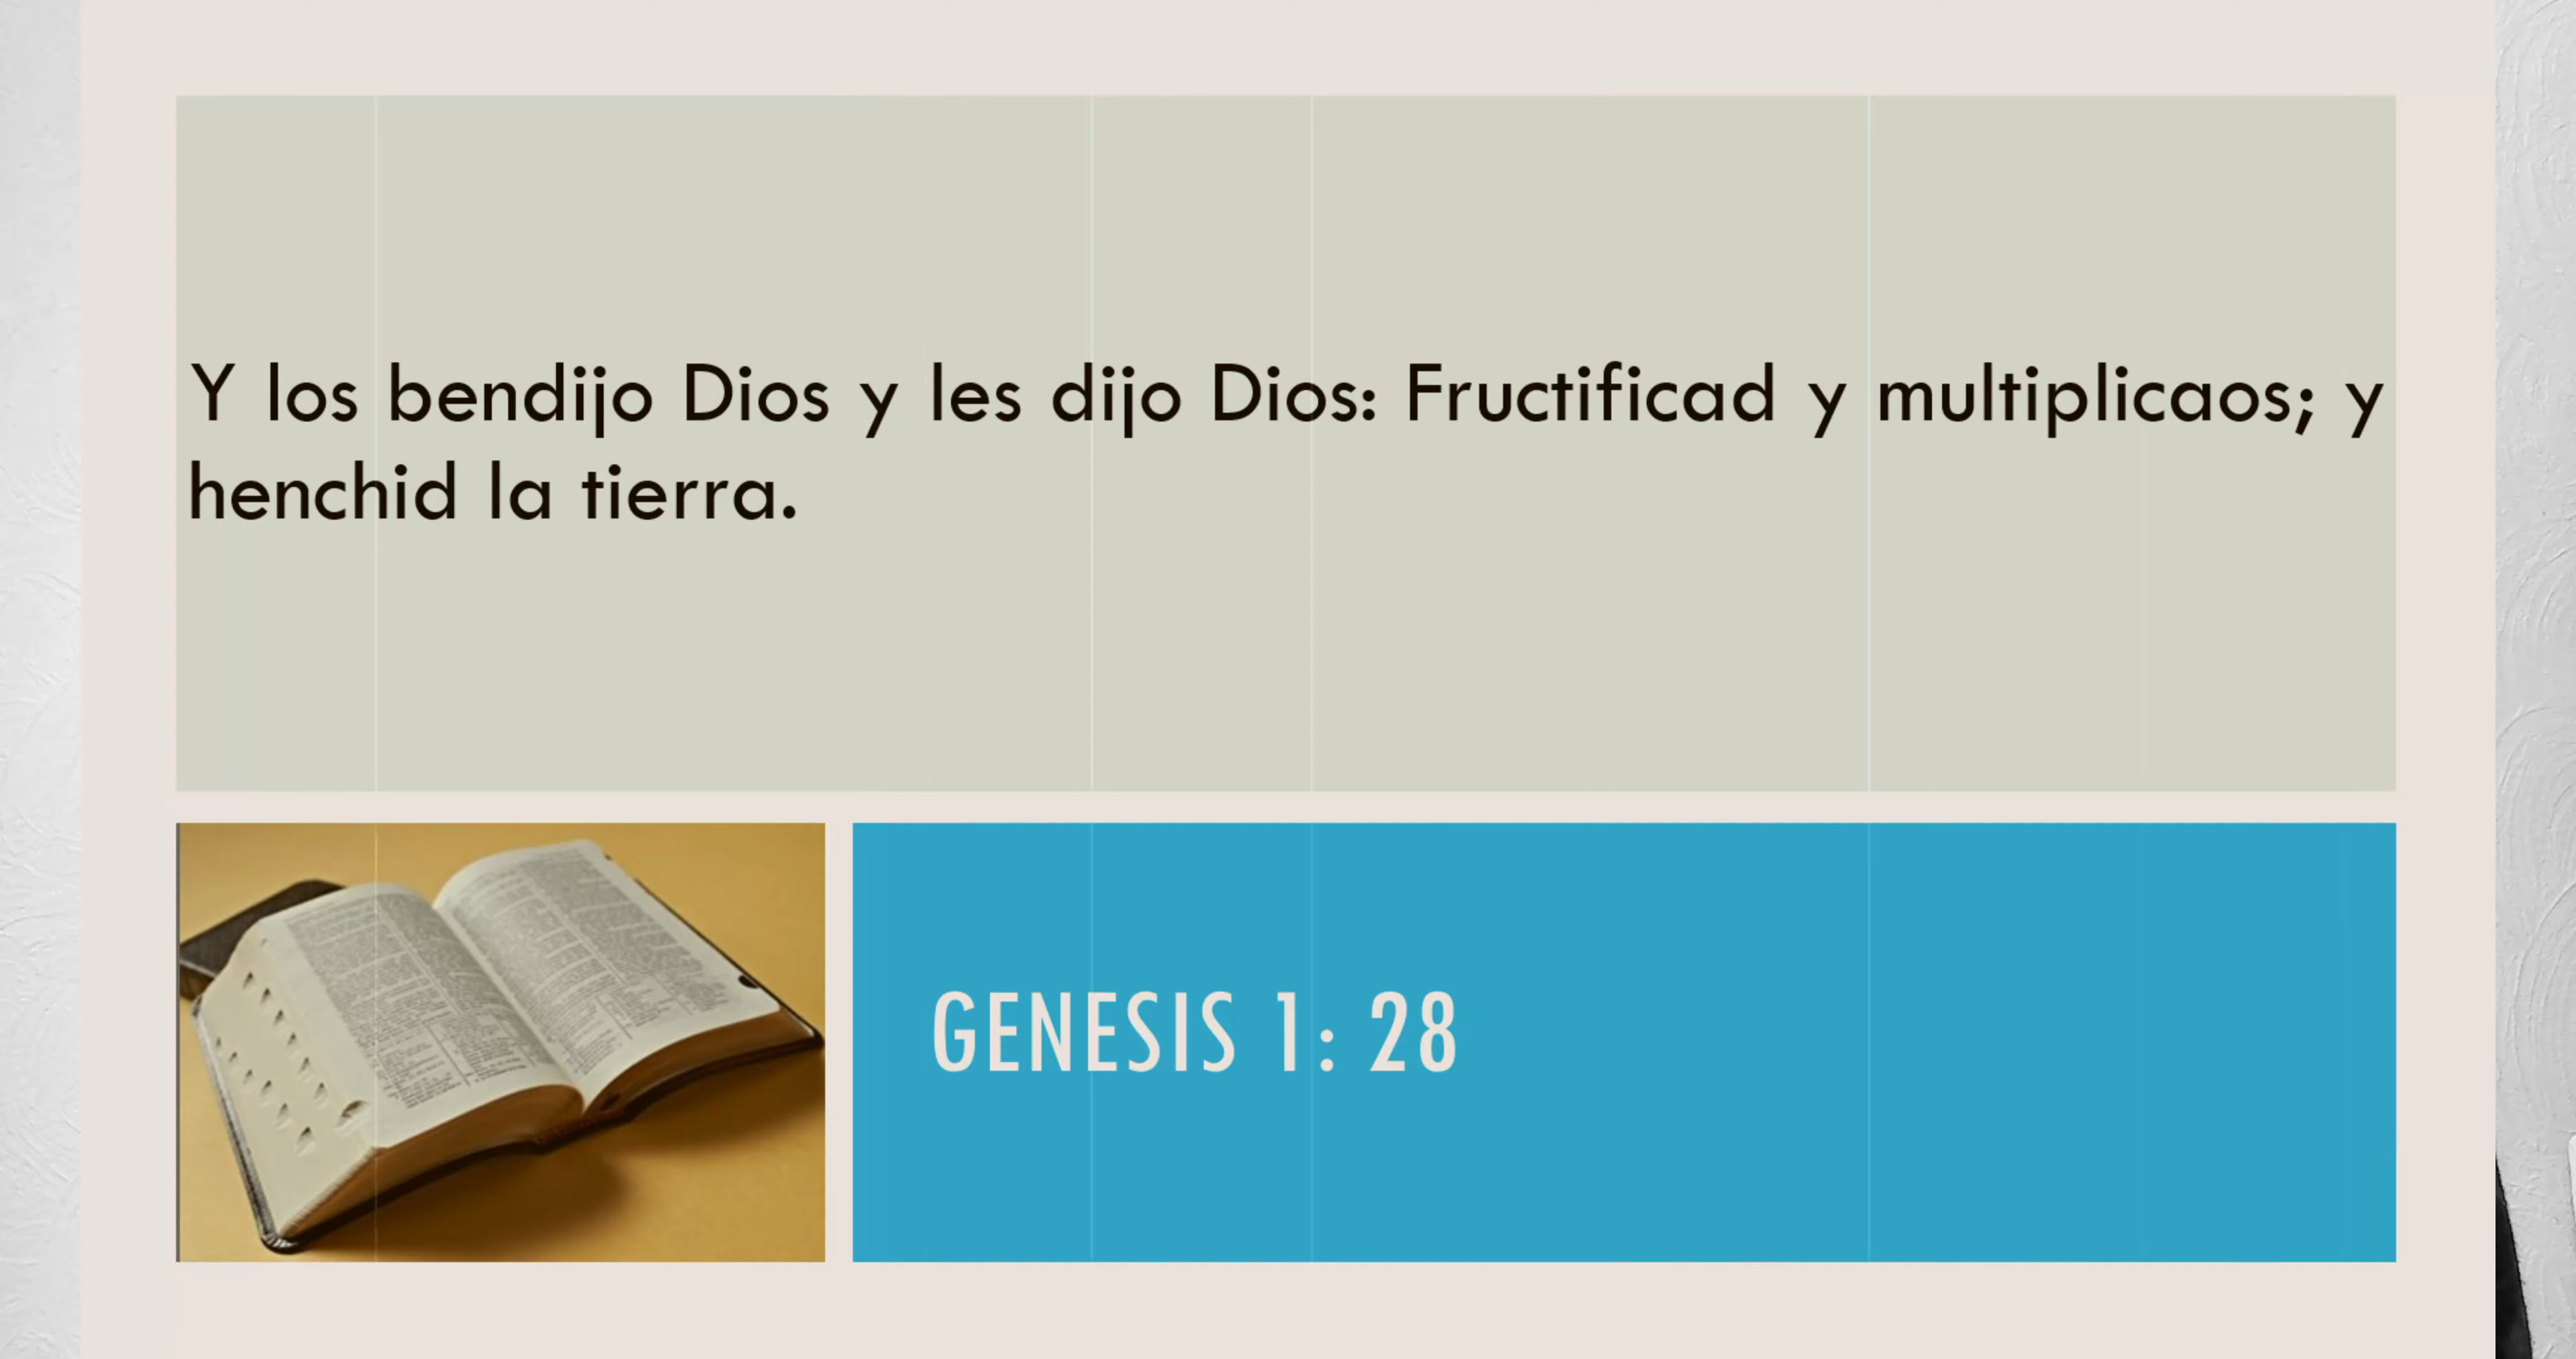 Y los bendijo Dios y les dijo Dios: Fructificad y multiplicaos; y
henchid la tierra.
GENESIS 1: 28